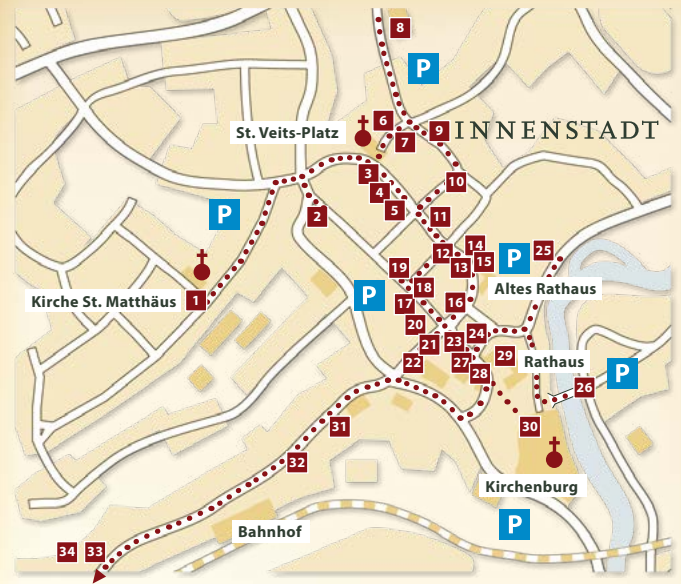 8
P
6
9
INNENSTADT
St. Veits-Platz
7
3
10
4
P
2
5
11
14
12
15
25
P
19
13
Kirche St. Matthäus
1
P
18
Altes Rathaus
17
16
20
24
21
23
29
Rathaus
22
27
28
P
26
31
30
32
Kirchenburg
P
Bahnhof
34
33